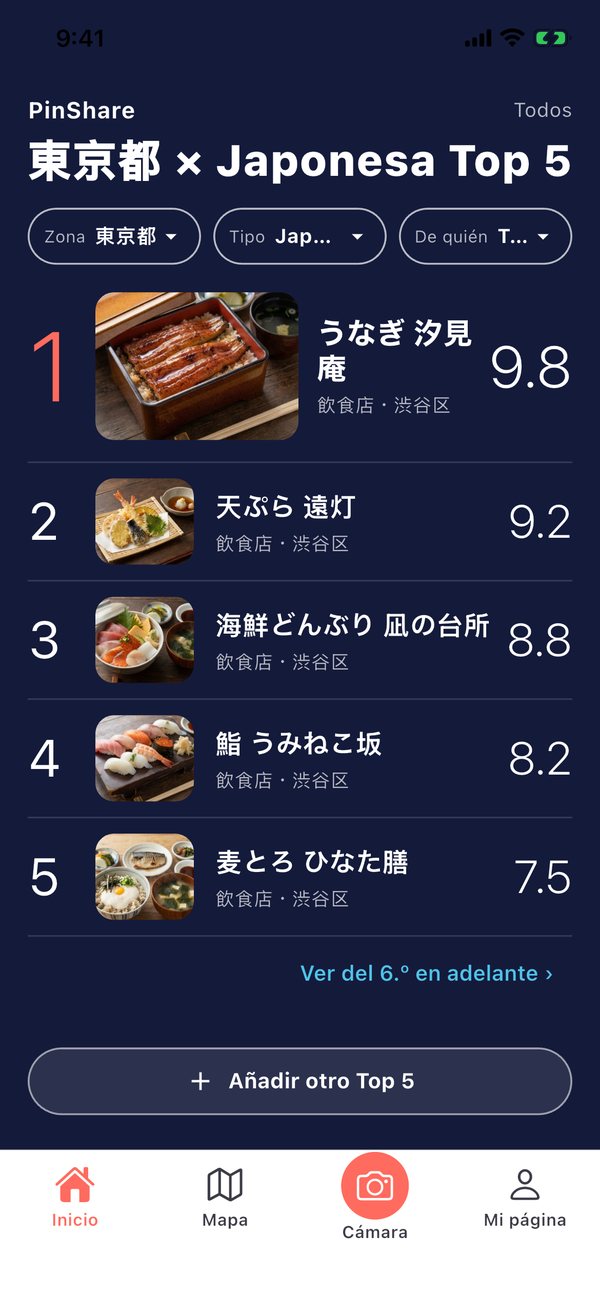 9:41
PinShare
Todos
東京都 × Japonesa Top 5
Zona 東京都
Tipo Jap...
De quién T...
1
うなぎ 汐見
庵
飲食店・渋谷区
9.8
2
天ぷら 遠灯
飲食店・渋谷区
9.2
3
海鮮どんぶり 凪の台所
飲食店・渋谷区
8.8
4
鮨 うみねこ坂
飲食店・渋谷区
8.2
5
麦とろ ひなた膳
飲食店・渋谷区
7.5
Ver del 6.º en adelante ›
+ Añadir otro Top 5
Inicio
Mapa
Cámara
Mi página